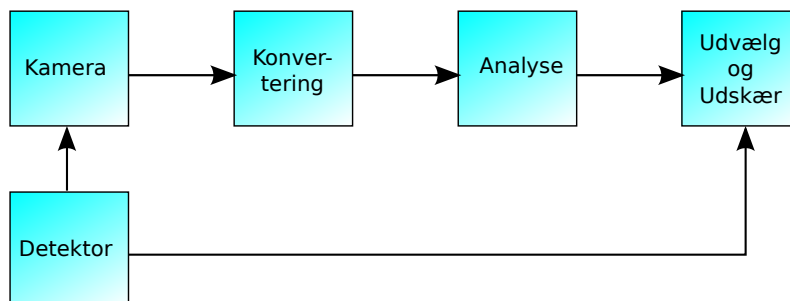 Kamera
Konver-
tering
Analyse
Udvælg
og
Udskær
Detektor